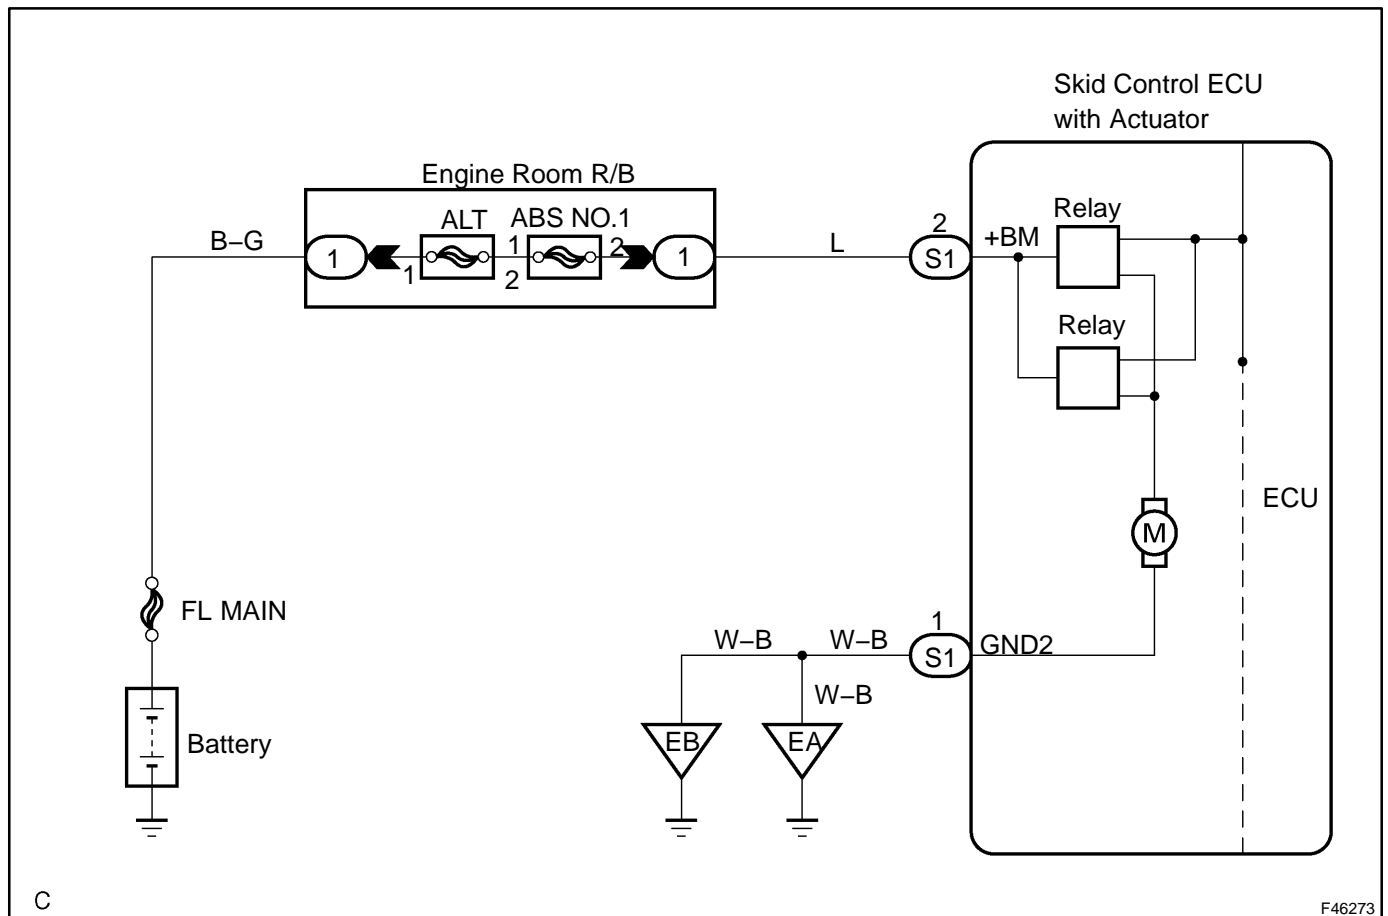 Skid Control ECU
with Actuator
Engine Room R/B
ALT
ABS NO.1
B–G
1
1
1
2
2
1
L
2
S1
+BM
Relay
Relay
ECU
M
FL MAIN
Battery
W–B
W–B
W–B
1
S1
GND2
EB
EA
C
F46273